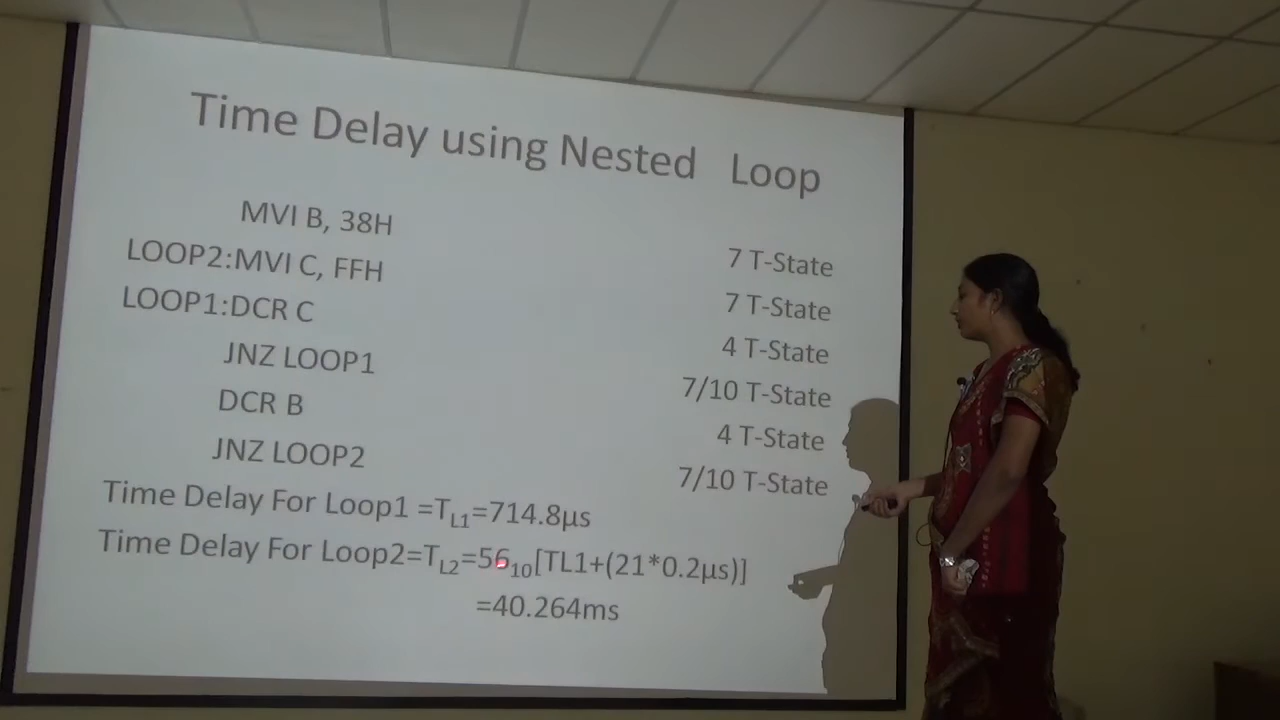 Time Delay using Nested Loop
MVI B, 38H 7 T-State
LOOP2:MVI C, FFH 7 T-State
LOOP1:DCR C 4 T-State
JNZ LOOP1 7/10 T-State
DCR B 4 T-State
JNZ LOOP2 7/10 T-State
Time Delay For Loop1 =TL1=714.8µs
Time Delay For Loop2=TL2=5610[TL1+(21*0.2µs)]
=40.264ms